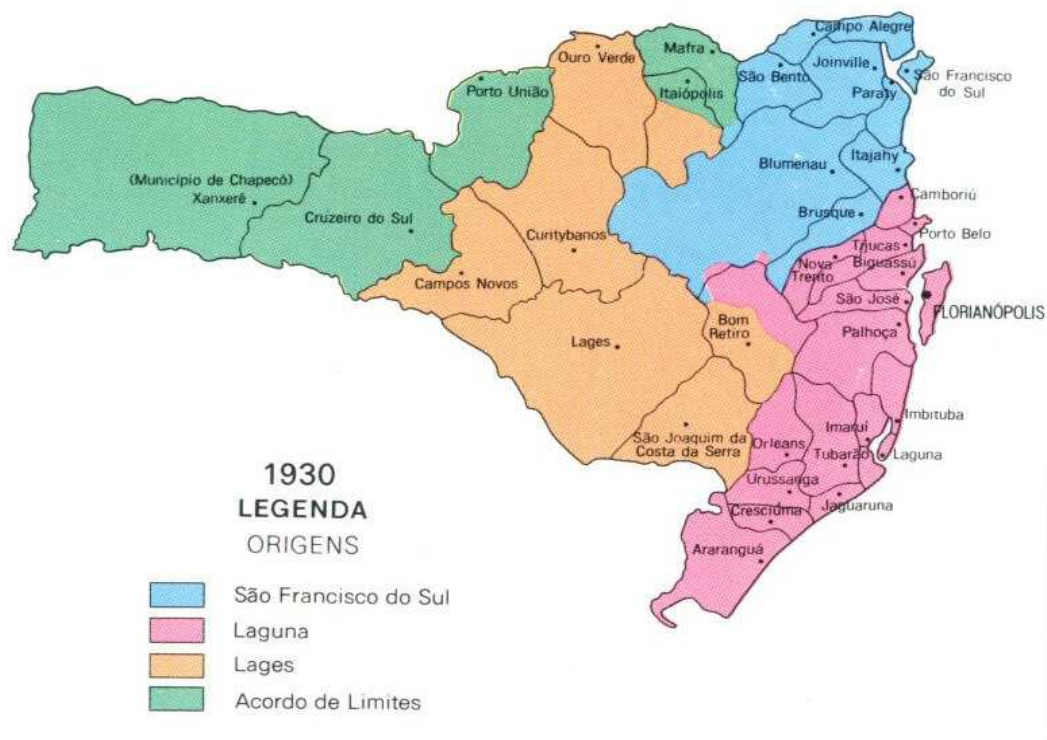 Campo Alegre
Ouro Verde
Mafra
São Bento
Joinville
São Francisco
do Sul
Porto União
Itaiópolis
Paraty
Blumenau
Itajahy
(Município de Chapecó)
Xanxerê
Camboriú
Cruzeiro do Sul
Brusque
Curitybanos
Porto Belo
Tijucas
Nova
Trento
Biguassú
Campos Novos
São José
FLORIANÓPOLIS
Bom
Retiro
Palhoça
Lages
Imbituba
Imaruí
São Joaquim da
Costa da Serra
Orleans
Tubarão
Laguna
Urussanga
Jaguaruna
Cresciúma
Araranguá
1930
LEGENDA
ORIGENS
São Francisco do Sul
Laguna
Lages
Acordo de Limites